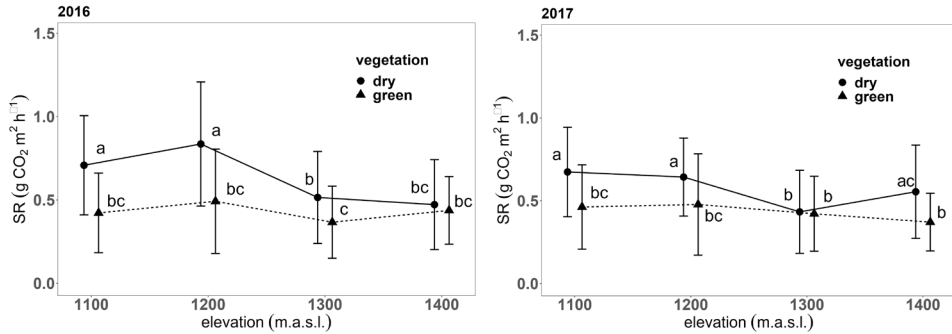 2016
SR (g CO₂ m² h□¹)
1.5
1.0
0.5
0.0
vegetation
dry
green
a
a
b
bc
bc
bc
c
bc
1100 1200 1300 1400
elevation (m.a.s.l.)
2017
SR (g CO₂ m² h□¹)
1.5
1.0
0.5
0.0
vegetation
dry
green
a
a
b
ac
bc
bc
b
b
1100 1200 1300 1400
elevation (m.a.s.l.)